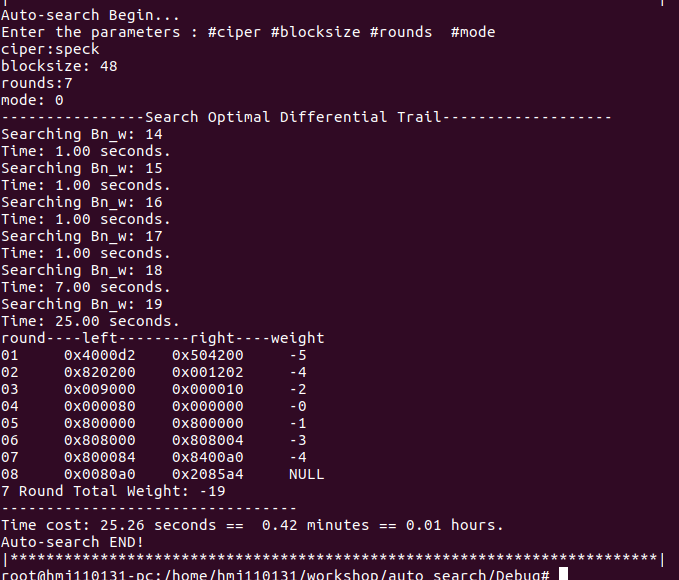 Auto-search Begin...
Enter the parameters : #ciper #blocksize #rounds  #mode
ciper:speck
blocksize: 48
rounds:7
mode: 0
----------------Search Optimal Differential Trail-------------------
Searching Bn_w: 14
Time: 1.00 seconds.
Searching Bn_w: 15
Time: 1.00 seconds.
Searching Bn_w: 16
Time: 1.00 seconds.
Searching Bn_w: 17
Time: 1.00 seconds.
Searching Bn_w: 18
Time: 7.00 seconds.
Searching Bn_w: 19
Time: 25.00 seconds.
round----left--------right----weight
01     0x4000d2    0x504200     -5
02     0x820200    0x001202     -4
03     0x009000    0x000010     -2
04     0x000080    0x000000     -0
05     0x800000    0x800000     -1
06     0x808000    0x808004     -3
07     0x800084    0x8400a0     -4
08     0x0080a0    0x2085a4     NULL
7 Round Total Weight: -19
---------------------------------
Time cost: 25.26 seconds ==  0.42 minutes == 0.01 hours.
Auto-search END!
|************************************************************************|
root@hmj110131-pc:/home/hmj110131/workshop/auto_search/Debug#